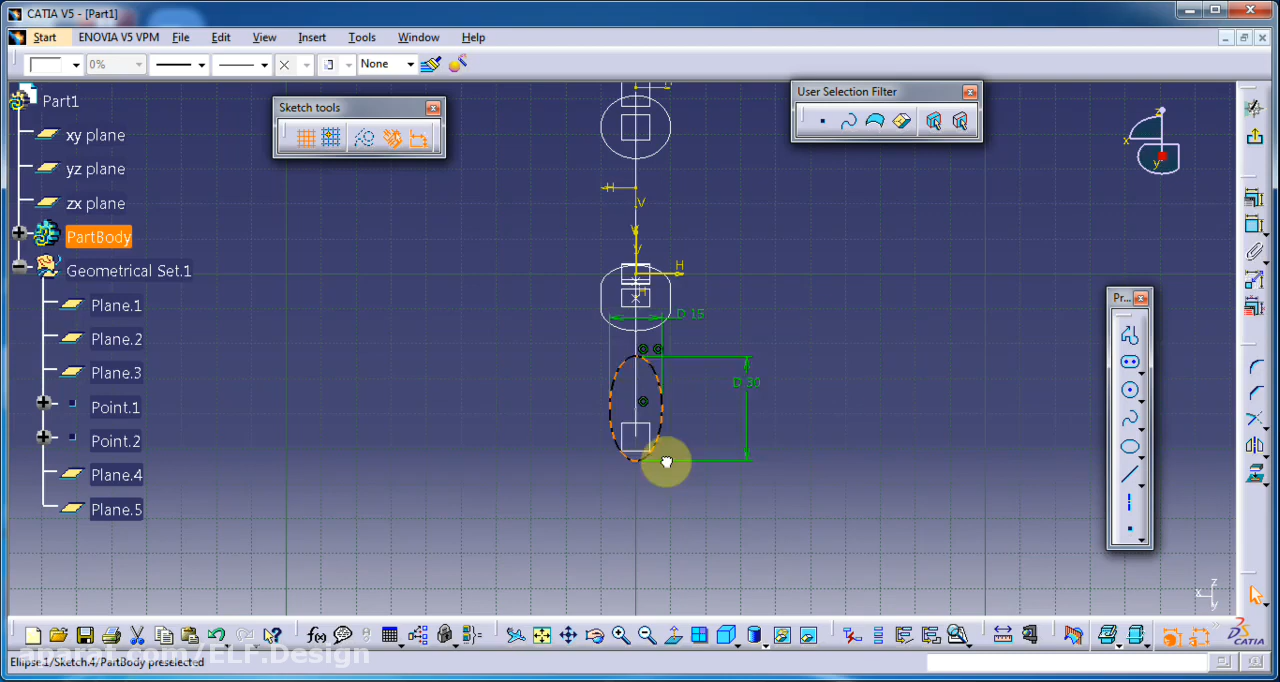 CATIA V5 - [Part1]
Start ENOVIA V5 VPM File Edit View Insert Tools Window Help
0% None
Sketch tools
User Selection Filter
Part1
xy plane
yz plane
zx plane
PartBody
Geometrical Set.1
Plane.1
Plane.2
Plane.3
Point.1
Point.2
Plane.4
Plane.5
z
x
y
H
V
H
D 15
D 30
Pr...
z
x
y
f(x)
CATIA
aparat.com/ELF.Design
Ellipse.1/Sketch.4/PartBody preselected